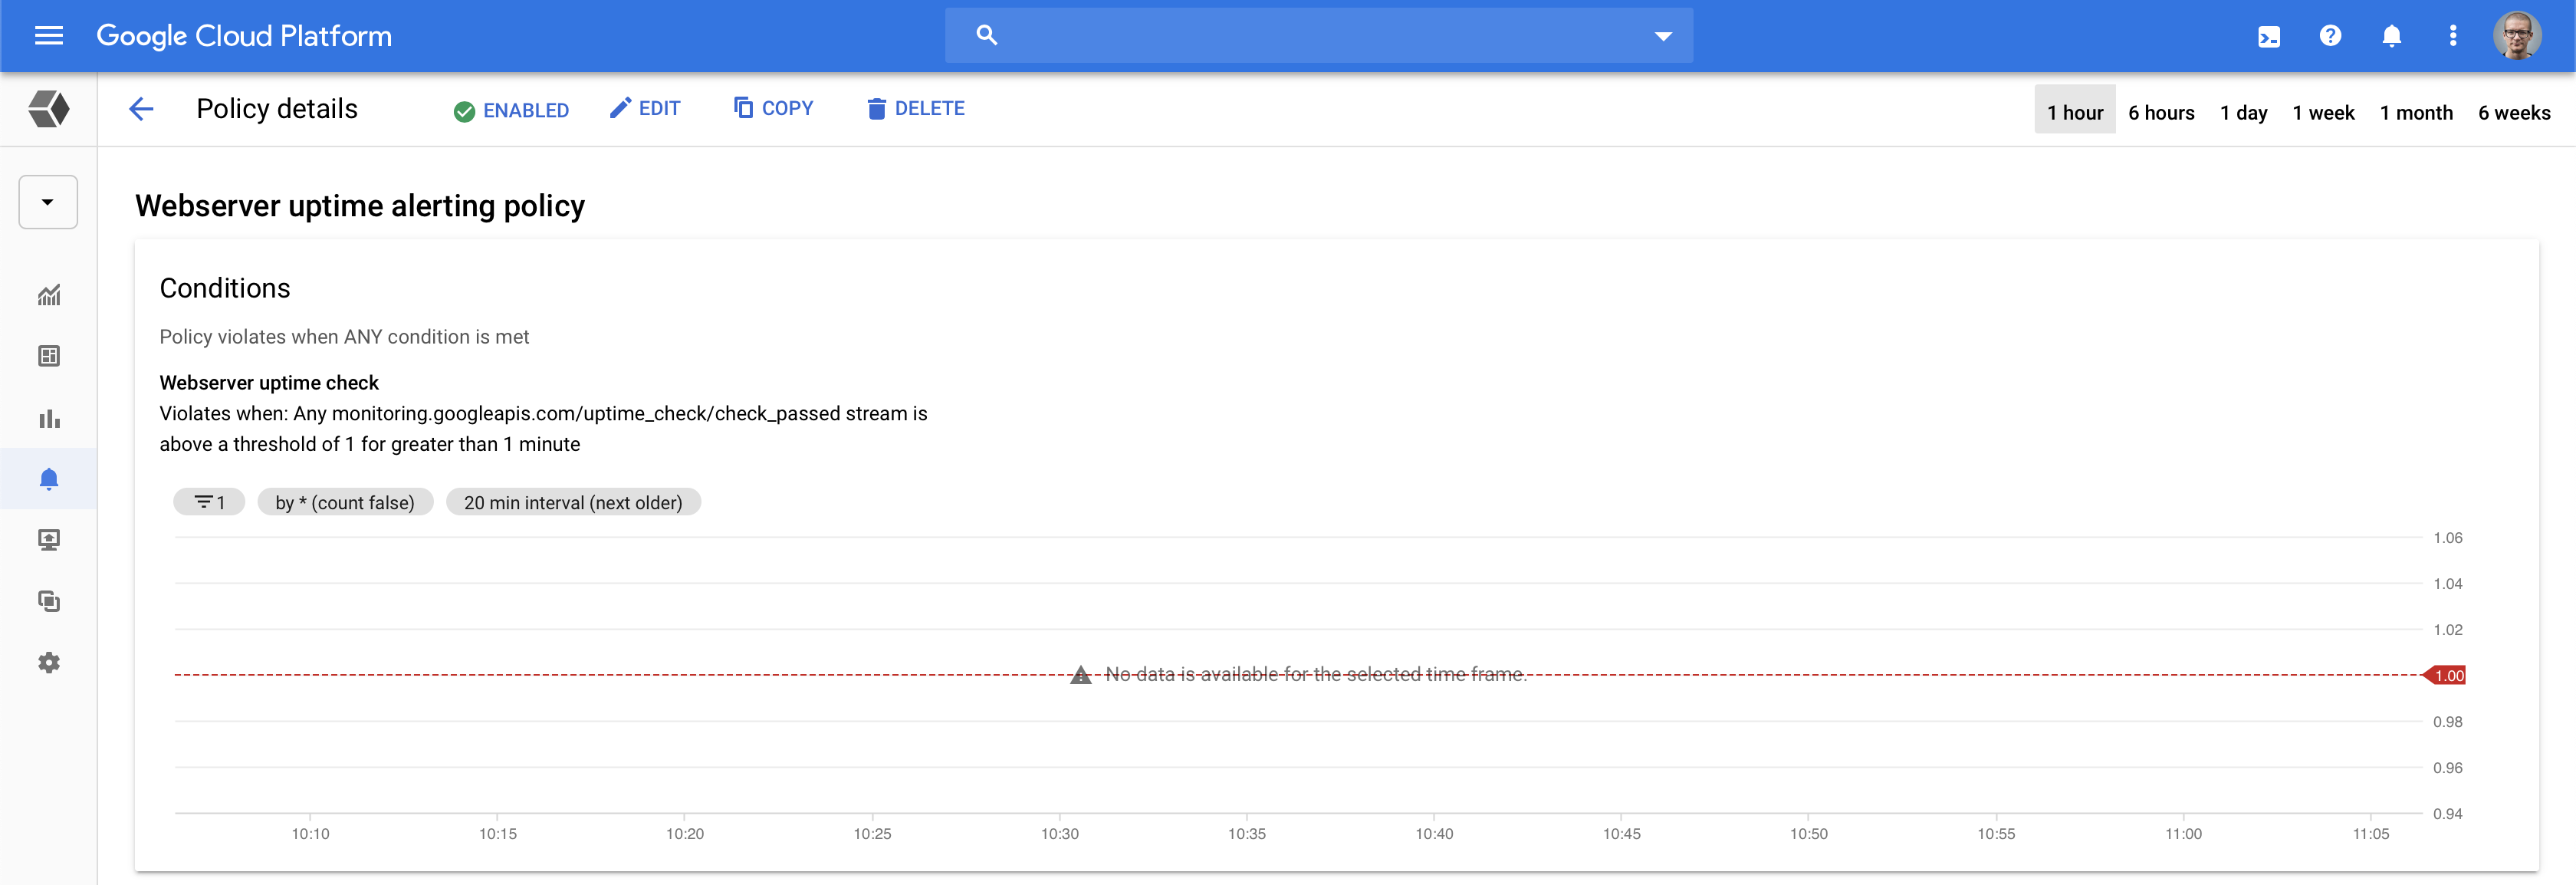 Google Cloud Platform
Policy details
ENABLED
EDIT
COPY
DELETE
1 hour
6 hours
1 day
1 week
1 month
6 weeks
Webserver uptime alerting policy
Conditions
Policy violates when ANY condition is met
Webserver uptime check
Violates when: Any monitoring.googleapis.com/uptime_check/check_passed stream is
above a threshold of 1 for greater than 1 minute
1
by * (count false)
20 min interval (next older)
1.06
1.04
1.02
No data is available for the selected time frame.
1.00
0.98
0.96
0.94
10:10
10:15
10:20
10:25
10:30
10:35
10:40
10:45
10:50
10:55
11:00
11:05